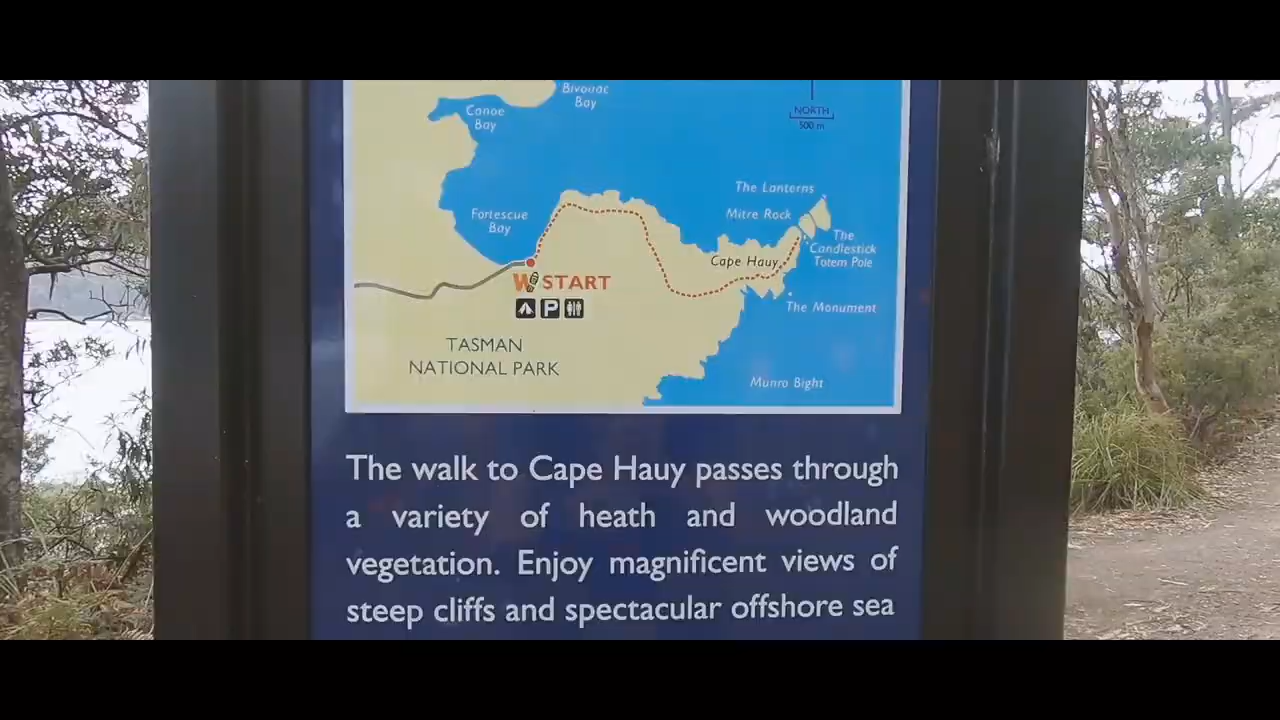 Bivouac
Bay
Canoe
Bay
NORTH
500 m
The Lanterns
Mitre Rock
Fortescue
Bay
The
Candlestick
Totem Pole
Cape Hauy
START
P
The Monument
TASMAN
NATIONAL PARK
Munro Bight
The walk to Cape Hauy passes through
a variety of heath and woodland
vegetation. Enjoy magnificent views of
steep cliffs and spectacular offshore sea